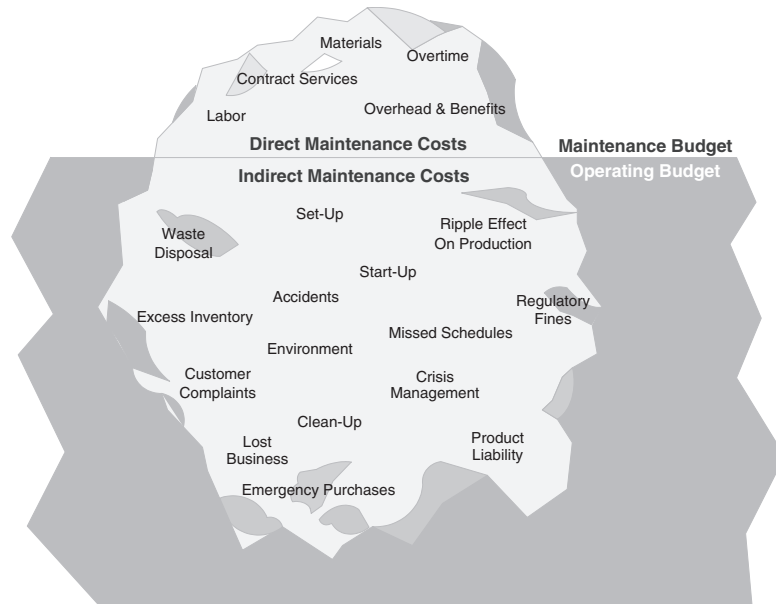 Materials
Overtime
Contract Services
Labor
Overhead & Benefits
Direct Maintenance Costs
Maintenance Budget
Indirect Maintenance Costs
Operating Budget
Set-Up
Waste
Disposal
Ripple Effect
On Production
Start-Up
Accidents
Excess Inventory
Regulatory
Fines
Missed Schedules
Environment
Customer
Complaints
Crisis
Management
Clean-Up
Lost
Business
Product
Liability
Emergency Purchases